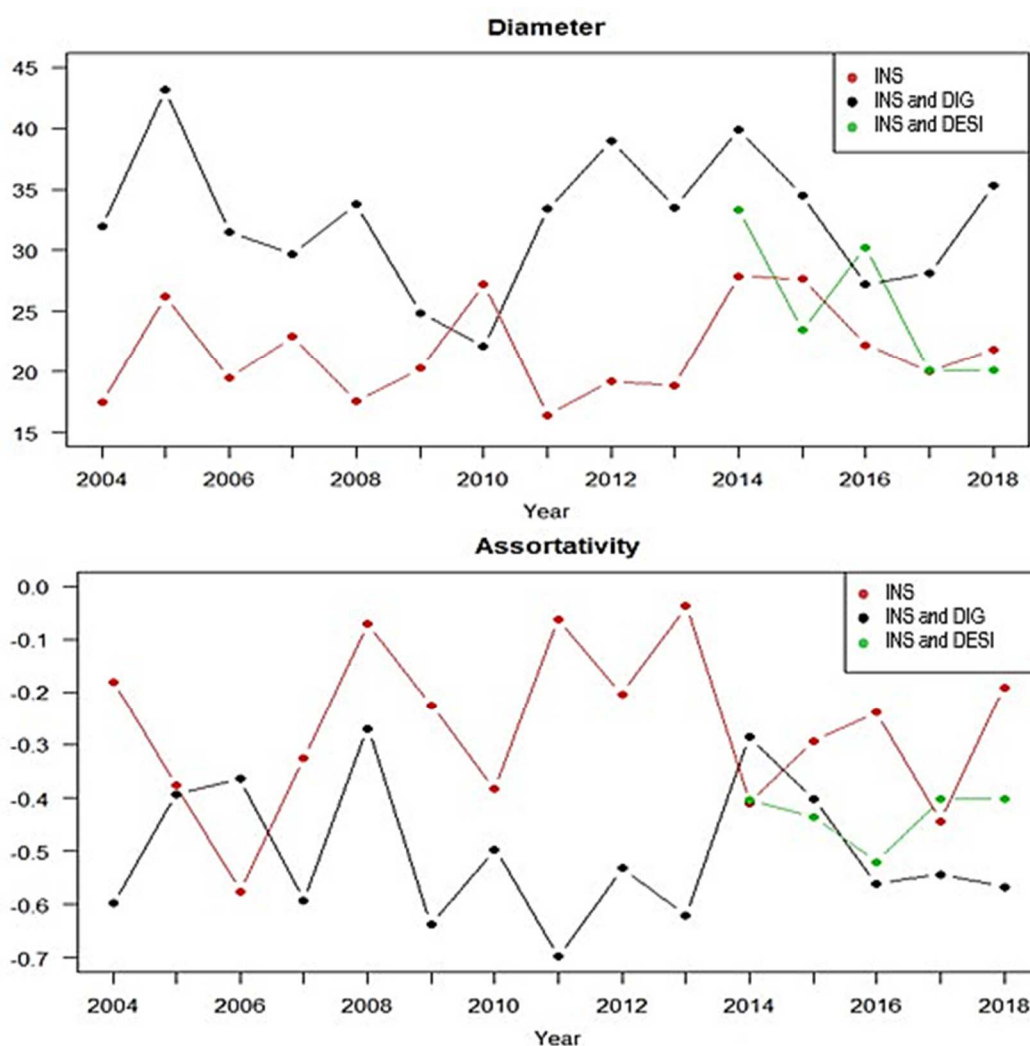 Diameter
45
40
35
30
25
20
15
INS
INS and DIG
INS and DESI
2004 2006 2008 2010 2012 2014 2016 2018
Year
Assortativity
0.0
-0.1
-0.2
-0.3
-0.4
-0.5
-0.6
-0.7
INS
INS and DIG
INS and DESI
2004 2006 2008 2010 2012 2014 2016 2018
Year